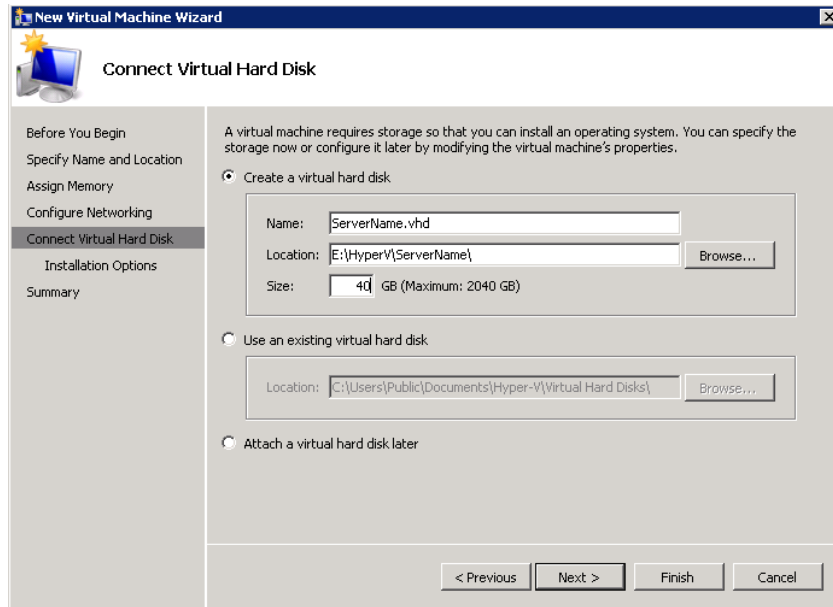 New Virtual Machine Wizard
Connect Virtual Hard Disk
Before You Begin
Specify Name and Location
Assign Memory
Configure Networking
Connect Virtual Hard Disk
Installation Options
Summary
A virtual machine requires storage so that you can install an operating system. You can specify the
storage now or configure it later by modifying the virtual machine's properties.
Create a virtual hard disk
Name: ServerName.vhd
Location: E:\HyperV\ServerName\ Browse...
Size: 40 GB (Maximum: 2040 GB)
Use an existing virtual hard disk
Location: C:\Users\Public\Documents\Hyper-V\Virtual Hard Disks\ Browse...
Attach a virtual hard disk later
< Previous Next > Finish Cancel